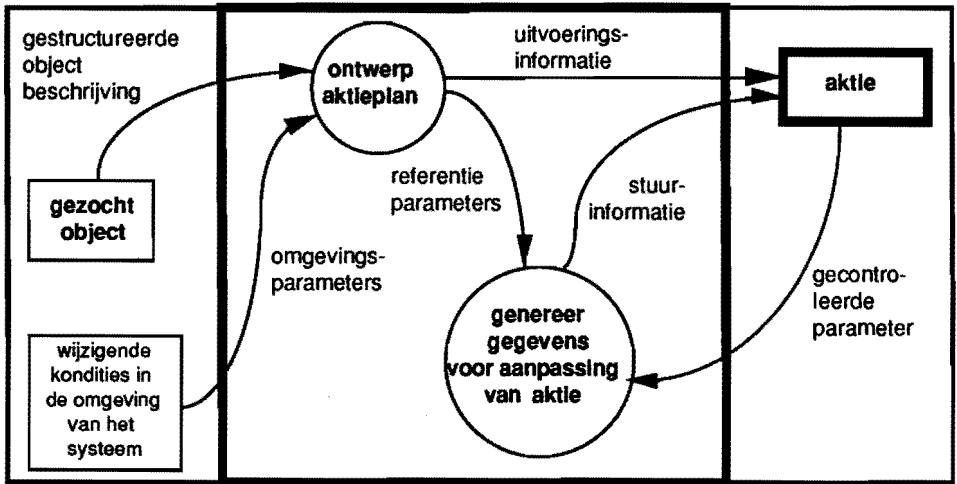 gestructureerde
object
beschrijving
gezocht
object
wijzigende
kondities in
de omgeving
van het
systeem
ontwerp
aktieplan
omgevings-
parameters
referentie
parameters
uitvoerings-
informatie
stuur-
informatie
genereer
gegevens
voor aanpassing
van aktie
aktie
gecontro-
leerde
parameter